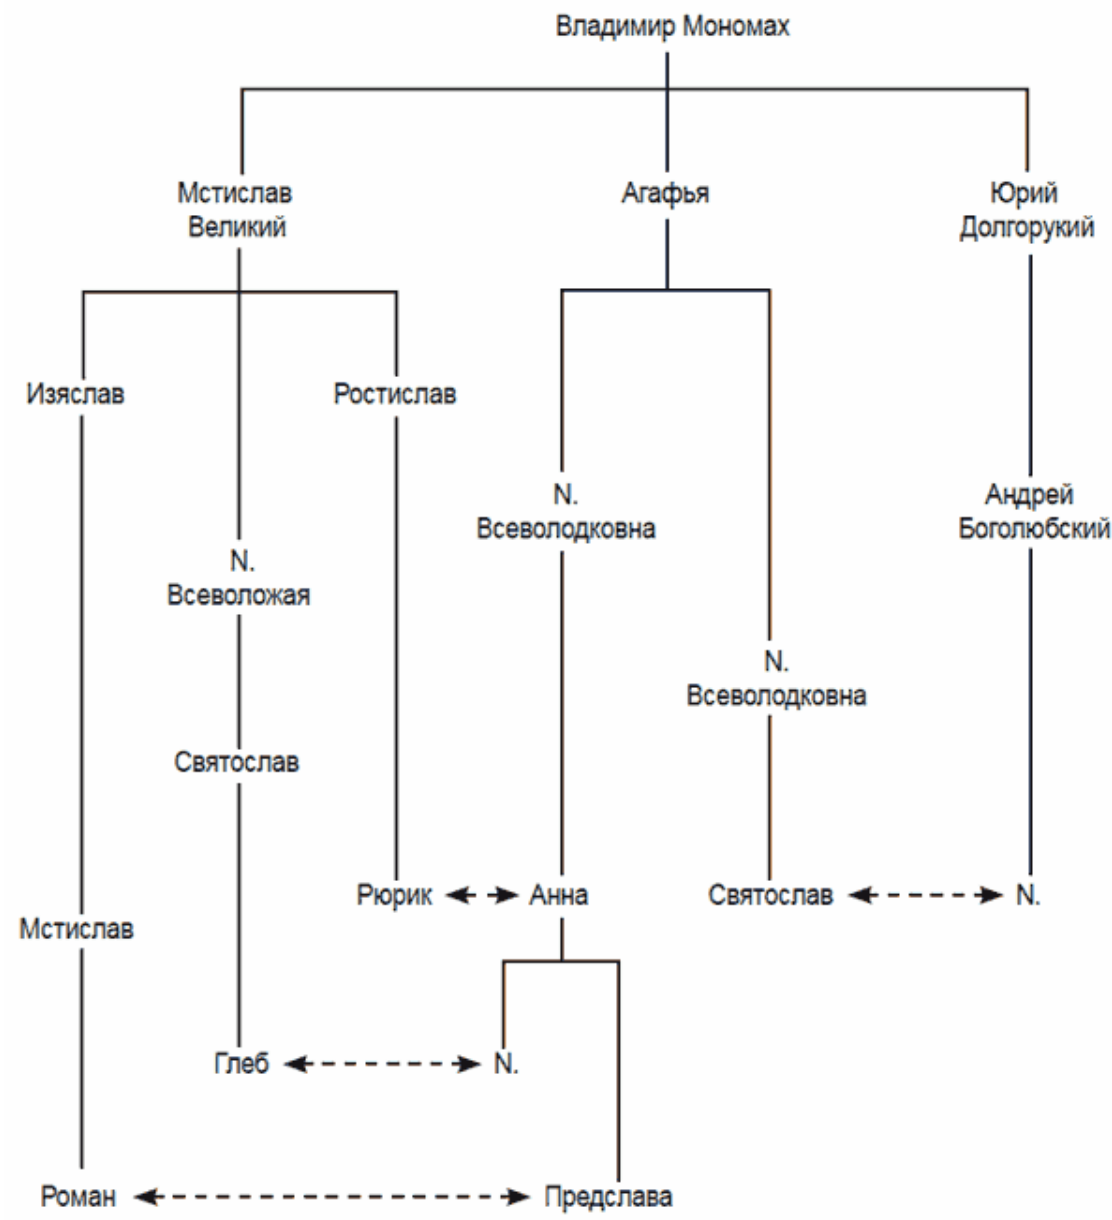 Владимир Мономах
Мстислав
Великий
Агафья
Юрий
Долгорукий
Изяслав
Ростислав
N.
Всеволодковна
Андрей
Боголюбский
N.
Всеволожая
N.
Всеволодковна
Святослав
Рюрик
Анна
Святослав
N.
Мстислав
Глеб
N.
Роман
Предслава